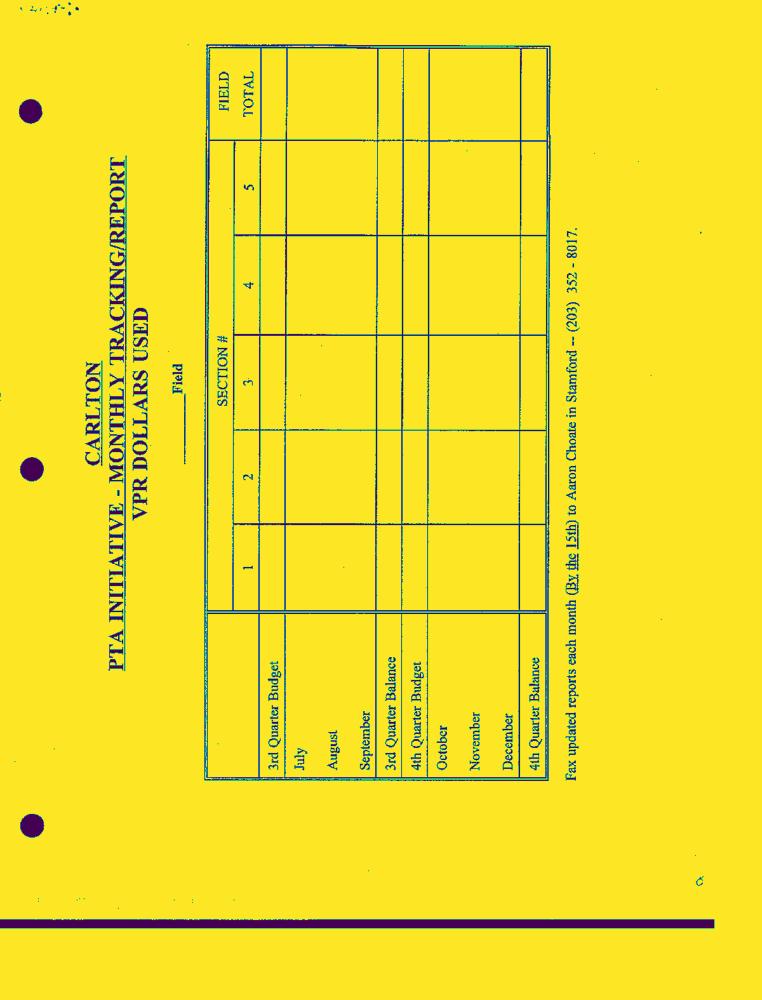 CARLTON
PTA INITIATIVE - MONTHLY TRACKING/REPORT
VPR DOLLARS USED
________ Field
SECTION # FIELD
1 2 3 4 5 TOTAL
3rd Quarter Budget
July
August
September
3rd Quarter Balance
4th Quarter Budget
October
November
December
4th Quarter Balance
Fax updated reports each month (By the 15th) to Aaron Choate in Stamford -- (203) 352 - 8017.